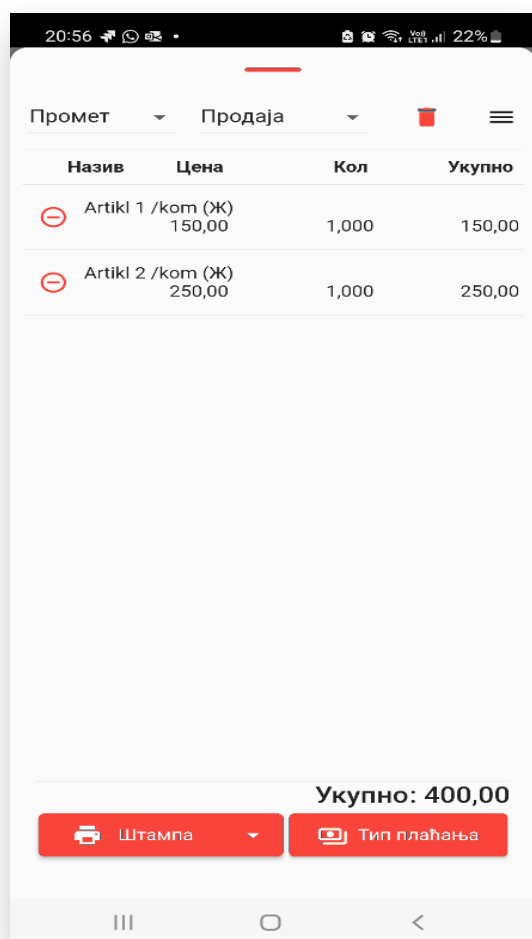 20:56 22%
Промет Продаја
Назив Цена Кол Укупно
Artikl 1 /kom (Ж)
150,00 1,000 150,00
Artikl 2 /kom (Ж)
250,00 1,000 250,00
Укупно: 400,00
Штампа Тип плаћања